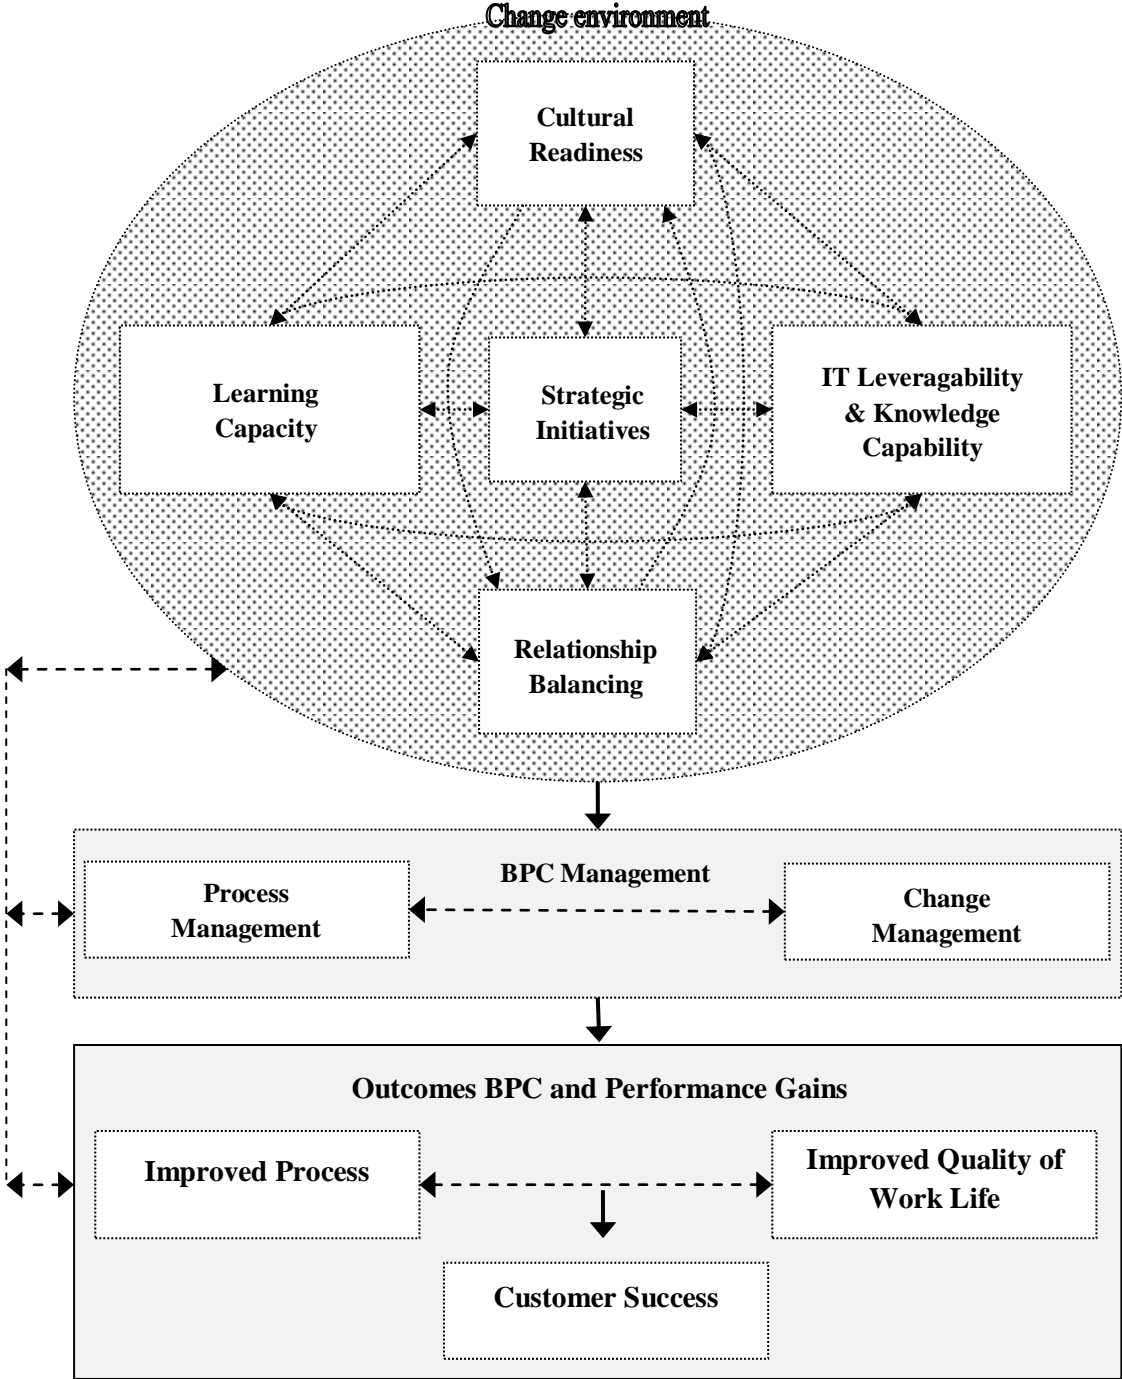 Change environment
Cultural
Readiness
Learning
Capacity
Strategic
Initiatives
IT Leveragability
& Knowledge
Capability
Relationship
Balancing
BPC Management
Process
Management
Change
Management
Outcomes BPC and Performance Gains
Improved Process
Improved Quality of
Work Life
Customer Success